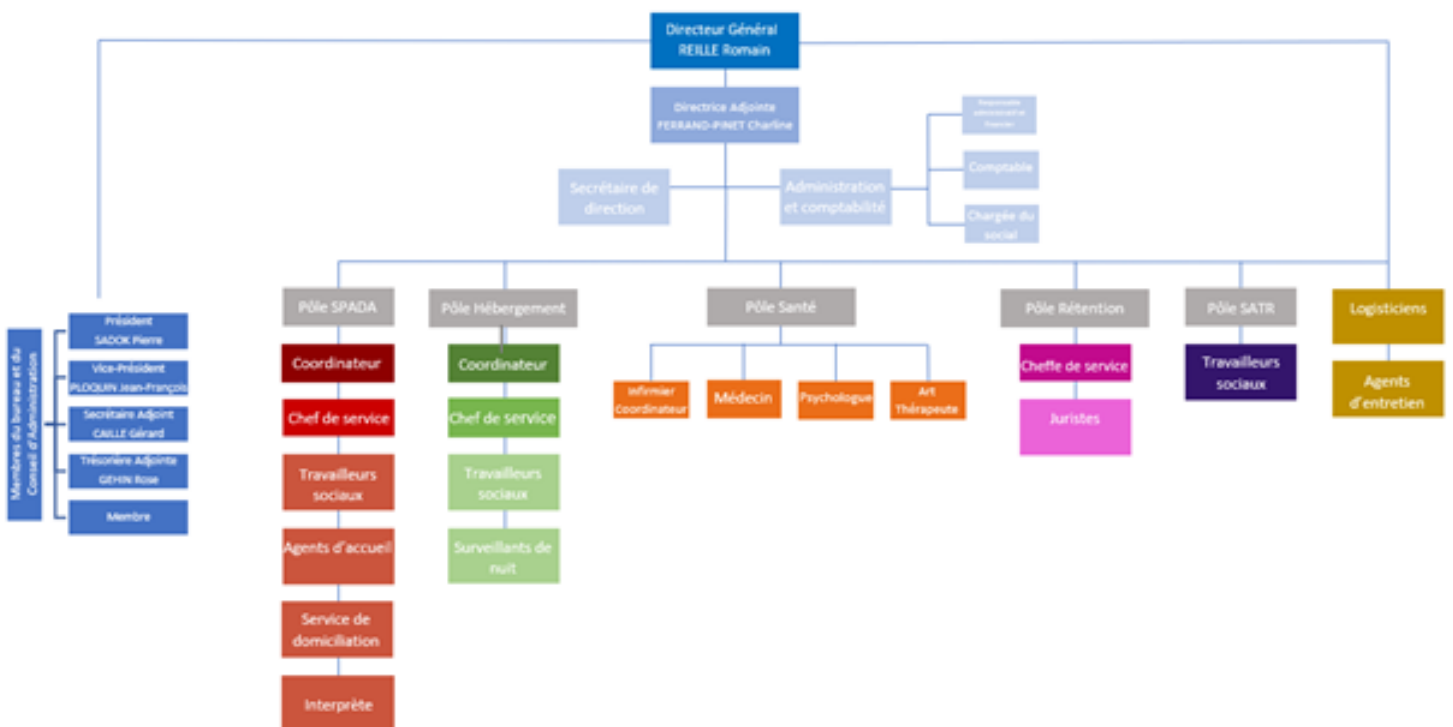 Directeur Général
REILLE Romain
Directrice Adjointe
FERRAND-PINET Charline
Responsable
administratif et
financier
Secrétaire de
direction
Administration
et comptabilité
Comptable
Chargée du
social
Membres du bureau et du
Conseil d'Administration
Président
SADOK Pierre
Vice-Président
PLOQUIN Jean-François
Secrétaire Adjoint
CAILLE Gérard
Trésorière Adjointe
GEHIN Rose
Membre
Pôle SPADA
Coordinateur
Chef de service
Travailleurs
sociaux
Agents d'accueil
Service de
domiciliation
Interprète
Pôle Hébergement
Coordinateur
Chef de service
Travailleurs
sociaux
Surveillants de
nuit
Pôle Santé
Infirmier
Coordinateur
Médecin
Psychologue
Art
Thérapeute
Pôle Rétention
Cheffe de service
Juristes
Pôle SATR
Travailleurs
sociaux
Logisticiens
Agents
d'entretien